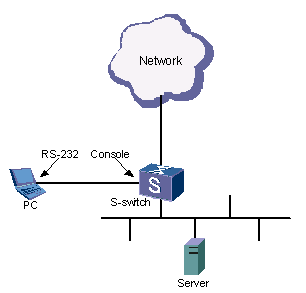 Network
RS-232 Console
S
PC
S-switch
Server